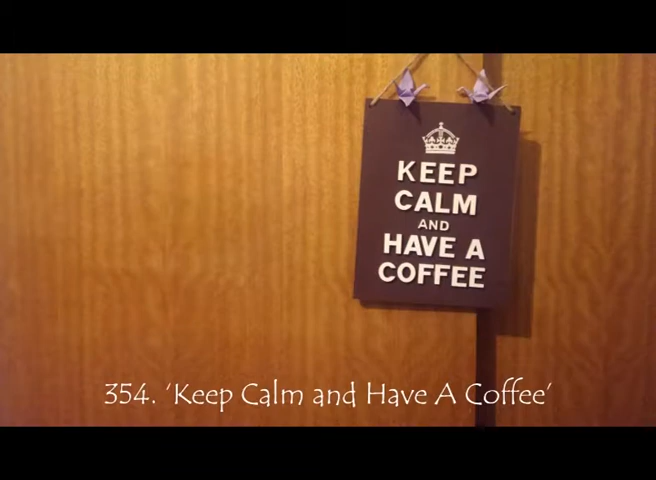 KEEP
CALM
AND
HAVE A
COFFEE
354. ‘Keep Calm and Have A Coffee’